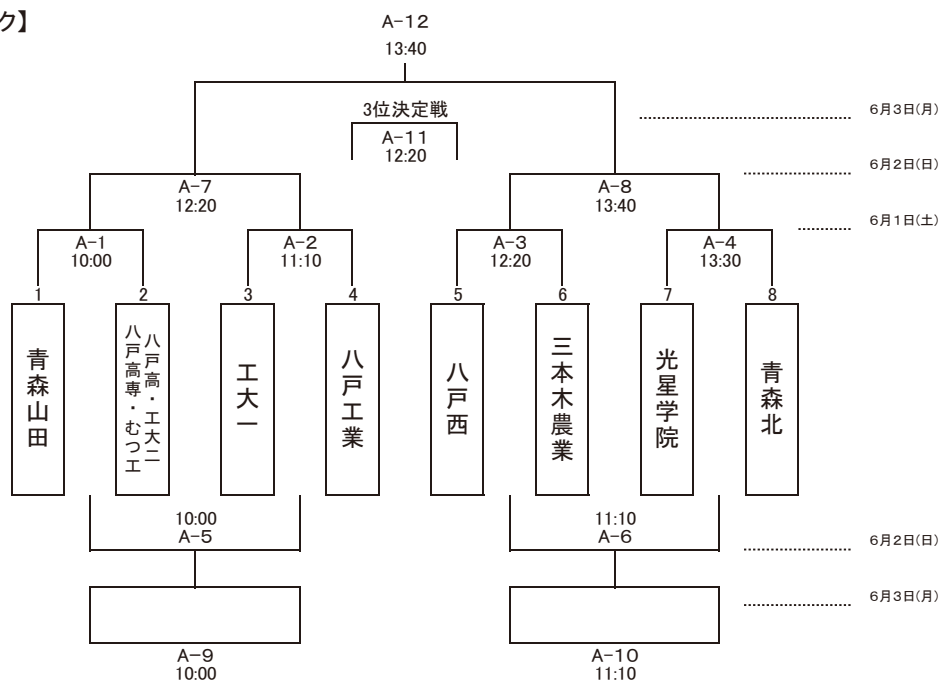 ク】
A-12
13:40
3位決定戦
A-11
12:20
6月3日(月)
6月2日(日)
A-7
12:20
A-8
13:40
6月1日(土)
A-1
10:00
A-2
11:10
A-3
12:20
A-4
13:30
1
2
3
4
5
6
7
8
青森山田
八戸高・工大二
八戸高専・むつ工
工大一
八戸工業
八戸西
三本木農業
光星学院
青森北
10:00
A-5
11:10
A-6
6月2日(日)
6月3日(月)
A-9
10:00
A-10
11:10